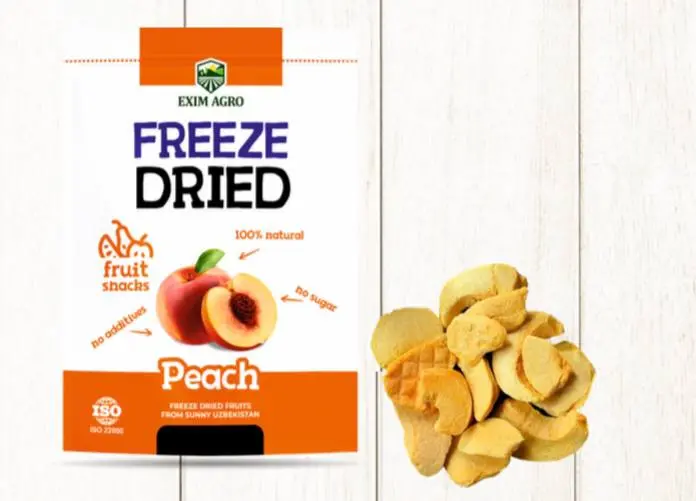 EXIM AGRO
FREEZE
DRIED
100% natural
fruit
snacks
no sugar
no additives
Peach
FREEZE DRIED FRUITS
FROM SUNNY UZBEKISTAN
ISO
ISO 22000